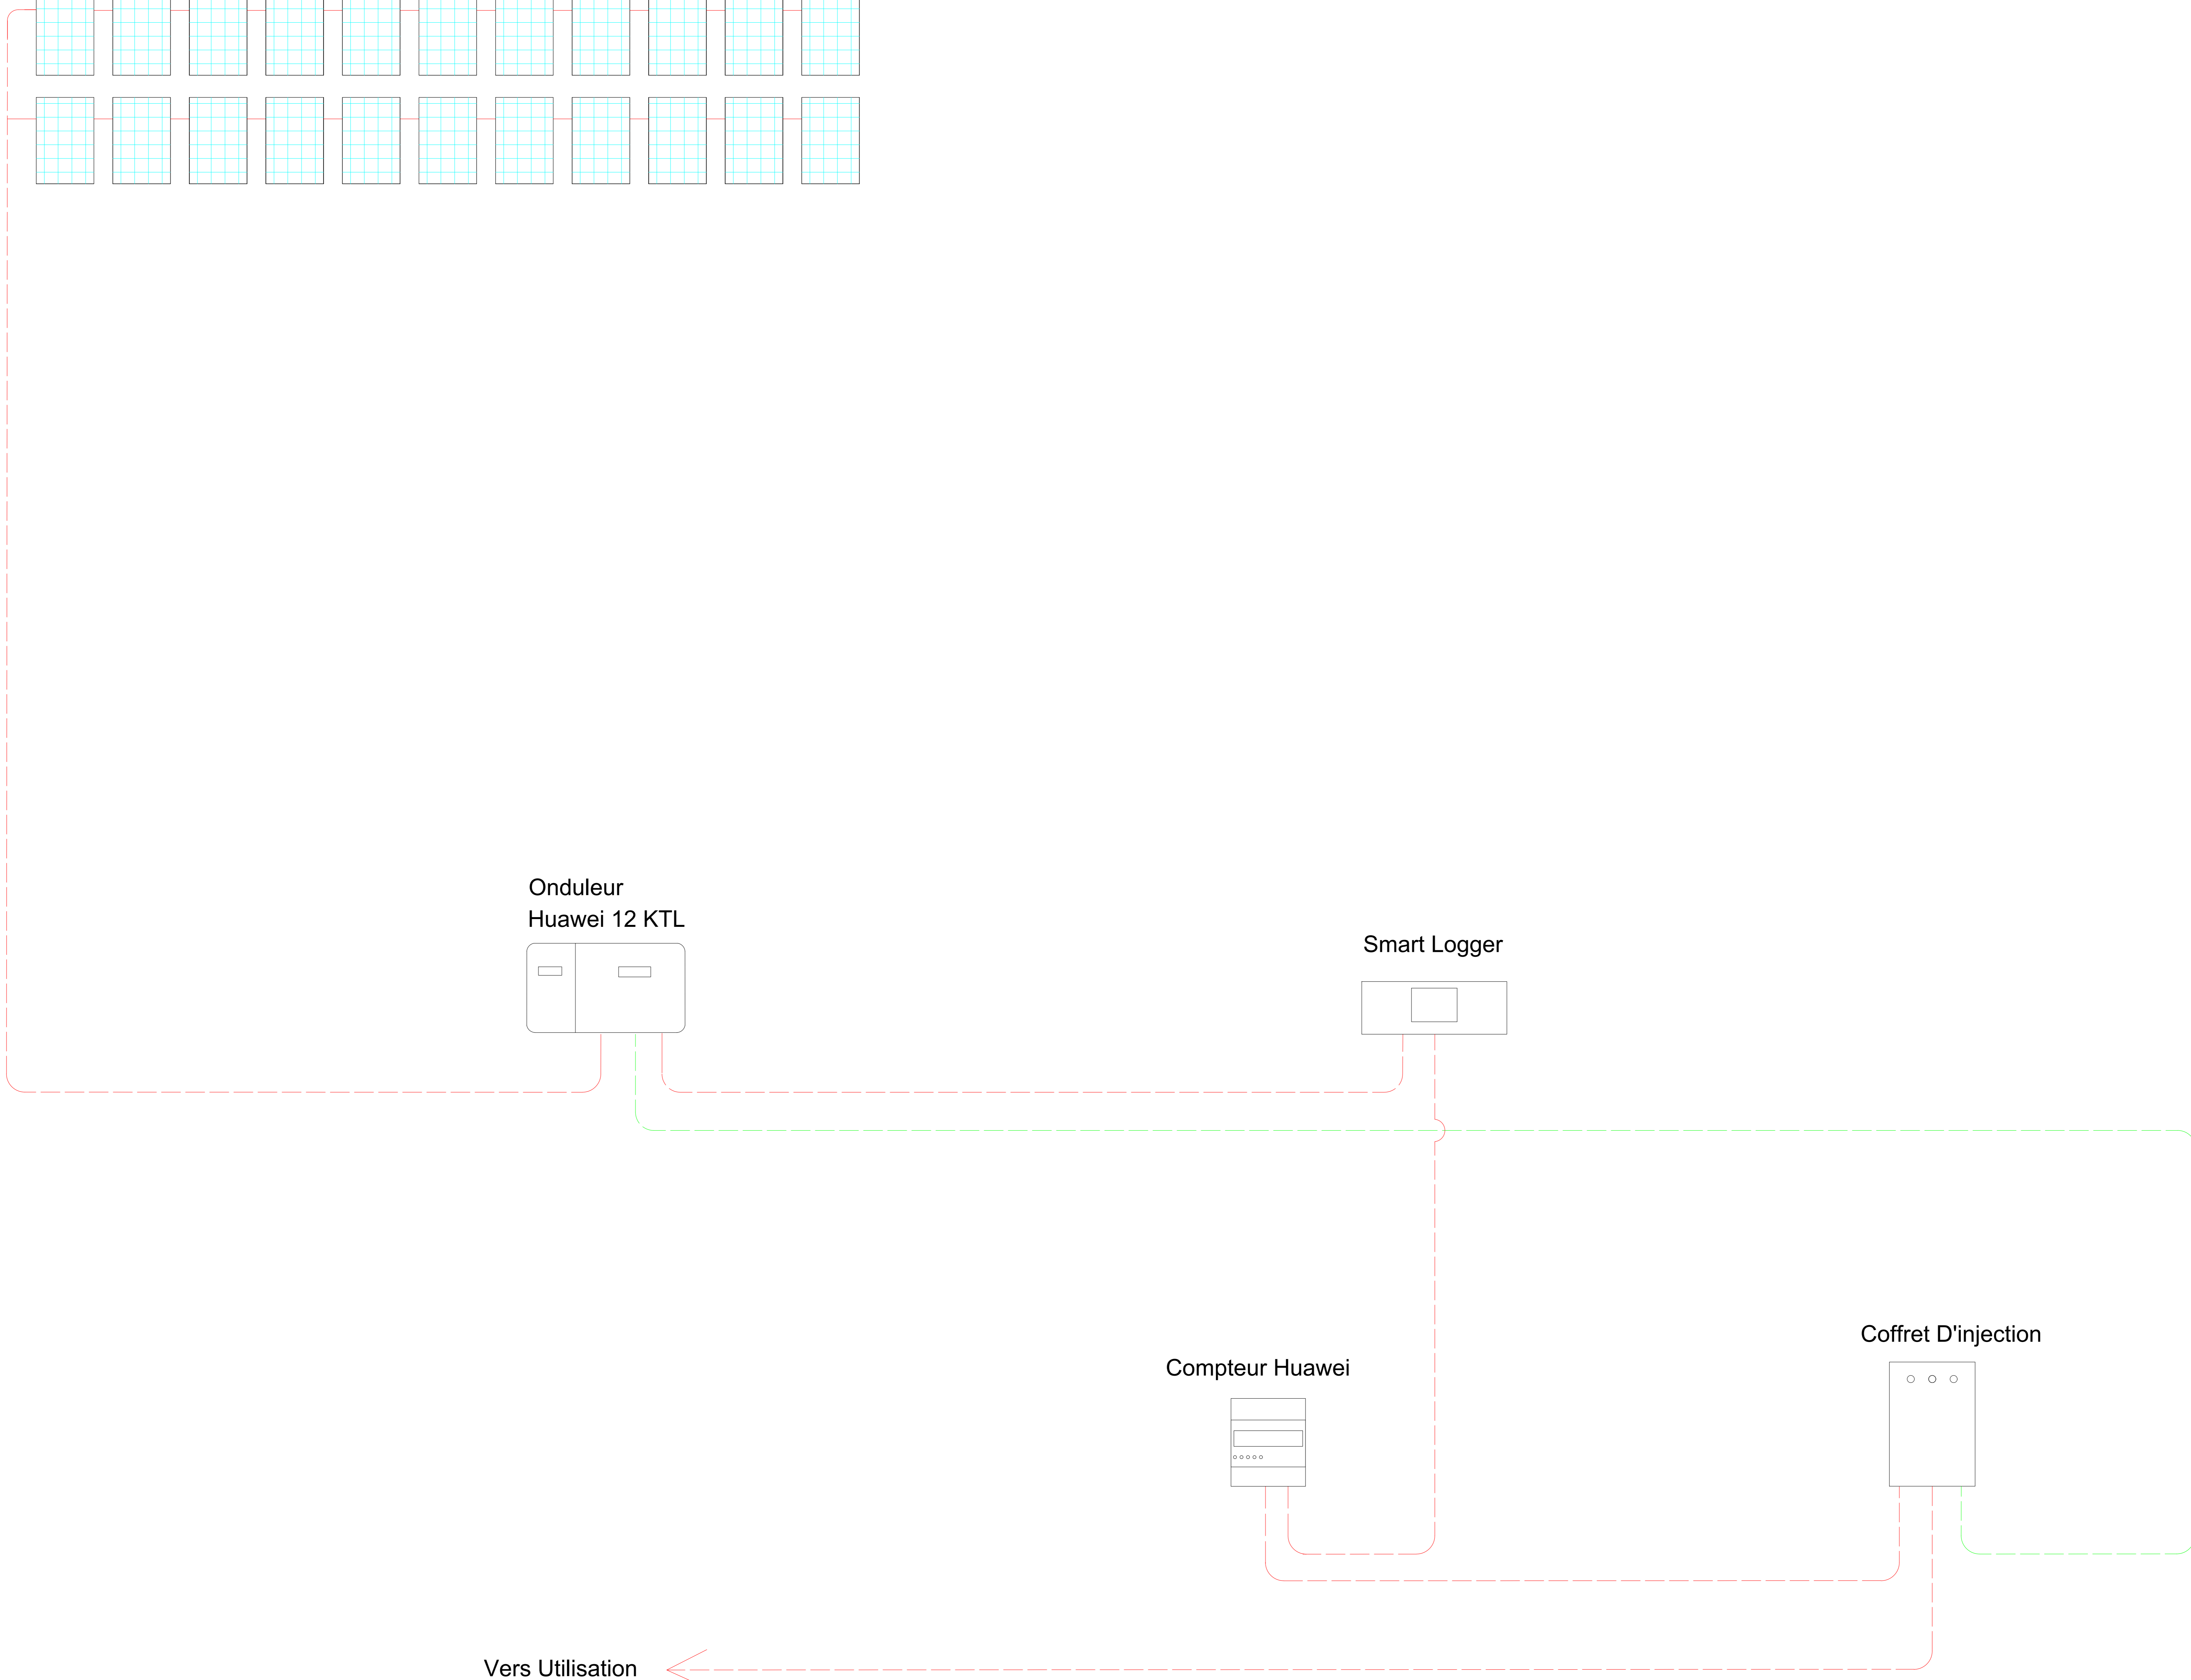 Onduleur
Huawei 12 KTL
Smart Logger
Coffret D'injection
Compteur Huawei
Vers Utilisation